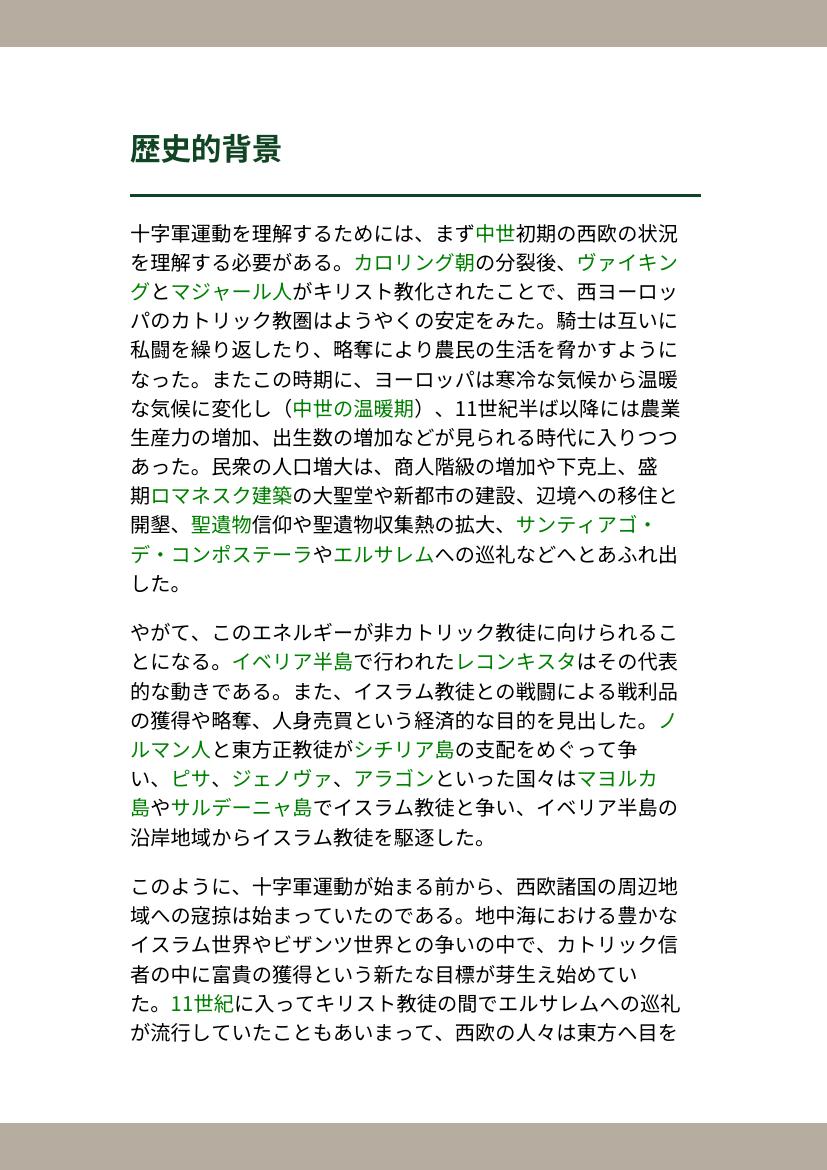 歴史的背景
十字軍運動を理解するためには、まず中世初期の西欧の状況
を理解する必要がある。カロリング朝の分裂後、ヴァイキン
グとマジャール人がキリスト教化されたことで、西ヨーロッ
パのカトリック教圏はようやくの安定をみた。騎士は互いに
私闘を繰り返したり、略奪により農民の生活を脅かすように
なった。またこの時期に、ヨーロッパは寒冷な気候から温暖
な気候に変化し（中世の温暖期）、11世紀半ば以降には農業
生産力の増加、出生数の増加などが見られる時代に入りつつ
あった。民衆の人口増大は、商人階級の増加や下克上、盛
期ロマネスク建築の大聖堂や新都市の建設、辺境への移住と
開墾、聖遺物信仰や聖遺物収集熱の拡大、サンティアゴ・
デ・コンポステーラやエルサレムへの巡礼などへとあふれ出
した。
やがて、このエネルギーが非カトリック教徒に向けられるこ
とになる。イベリア半島で行われたレコンキスタはその代表
的な動きである。また、イスラム教徒との戦闘による戦利品
の獲得や略奪、人身売買という経済的な目的を見出した。ノ
ルマン人と東方正教徒がシチリア島の支配をめぐって争
い、ピサ、ジェノヴァ、アラゴンといった国々はマヨルカ
島やサルデーニャ島でイスラム教徒と争い、イベリア半島の
沿岸地域からイスラム教徒を駆逐した。
このように、十字軍運動が始まる前から、西欧諸国の周辺地
域への寇掠は始まっていたのである。地中海における豊かな
イスラム世界やビザンツ世界との争いの中で、カトリック信
者の中に富貴の獲得という新たな目標が芽生え始めてい
た。11世紀に入ってキリスト教徒の間でエルサレムへの巡礼
が流行していたこともあいまって、西欧の人々は東方へ目を